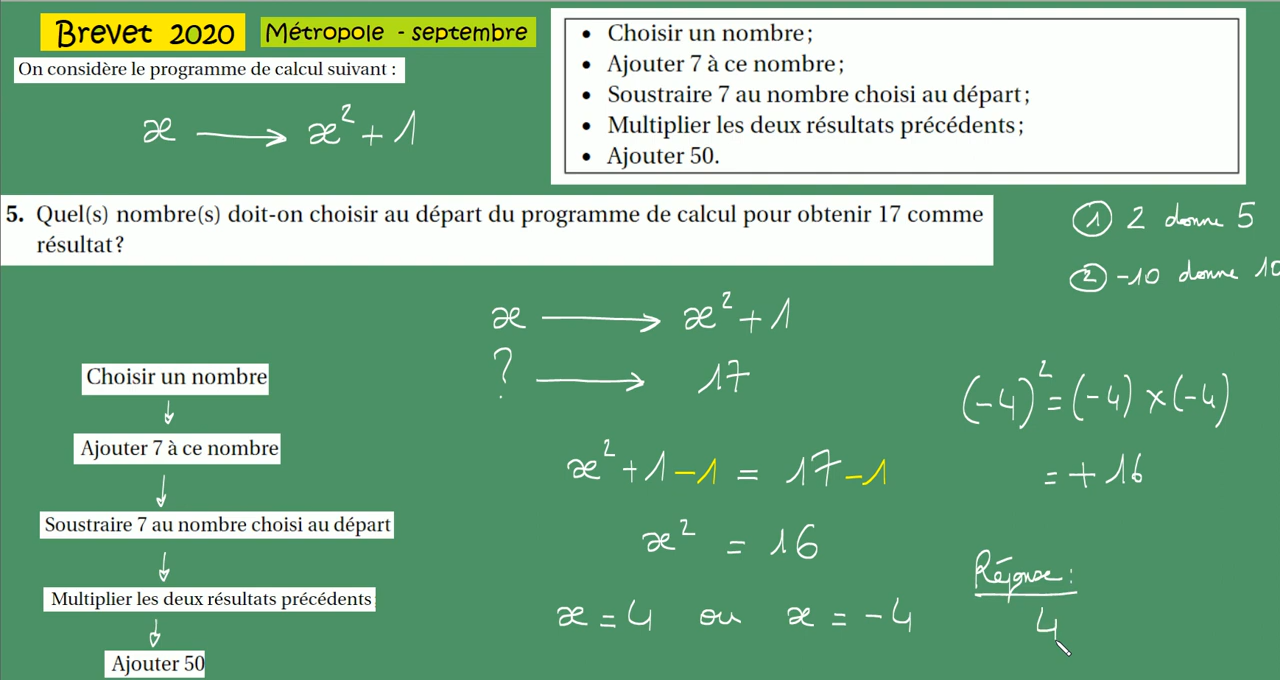 Brevet 2020 Métropole - septembre
On considère le programme de calcul suivant :
x ⟶ x² + 1
• Choisir un nombre;
• Ajouter 7 à ce nombre;
• Soustraire 7 au nombre choisi au départ;
• Multiplier les deux résultats précédents;
• Ajouter 50.
5. Quel(s) nombre(s) doit-on choisir au départ du programme de calcul pour obtenir 17 comme
résultat?
① 2 donne 5
② -10 donne 10
x ⟶ x² + 1
? ⟶ 17
Choisir un nombre
↓
Ajouter 7 à ce nombre
↓
Soustraire 7 au nombre choisi au départ
↓
Multiplier les deux résultats précédents
↓
Ajouter 50
x² + 1 - 1 = 17 - 1
x² = 16
x = 4 ou x = -4
(-4)² = (-4) × (-4)
= + 16
Réponse :
4